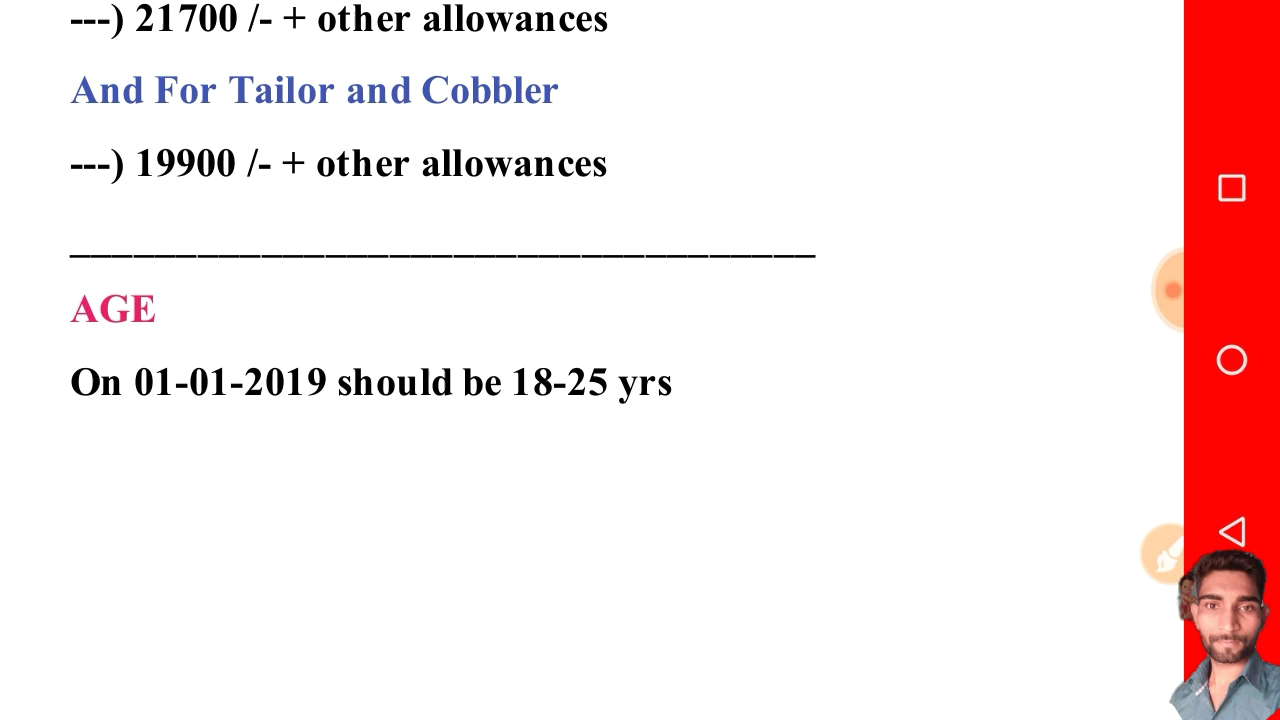 ---) 21700 /- + other allowances
And For Tailor and Cobbler
---) 19900 /- + other allowances
___________________________________
AGE
On 01-01-2019 should be 18-25 yrs